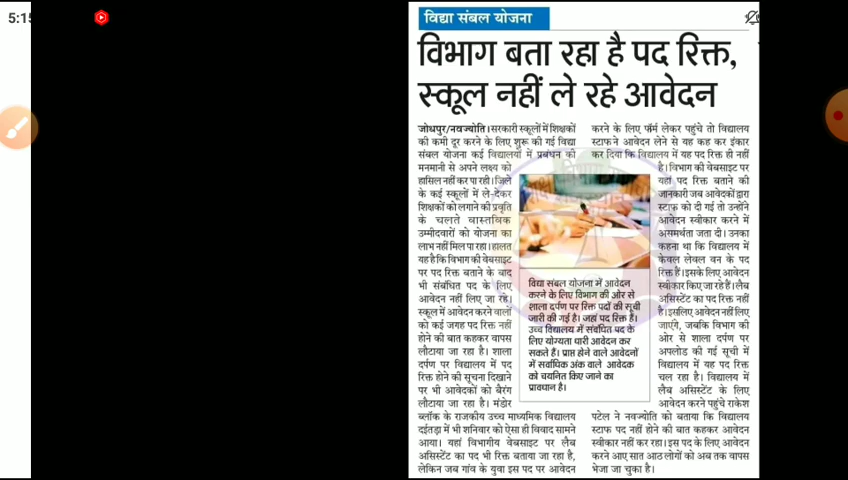 5:15
विद्या संबल योजना
विभाग बता रहा है पद रिक्त,
स्कूल नहीं ले रहे आवेदन
जोधपुर/नवज्योति। सरकारी स्कूलों में शिक्षकों
की कमी दूर करने के लिए शुरू की गई विद्या
संबल योजना कई विद्यालयों में प्रबंधन की
मनमानी से अपने लक्ष्य को
हासिल नहीं कर पा रही। जिले
के कई स्कूलों में ले-देकर
शिक्षकों को लगाने की प्रवृति
के चलते वास्तविक
उम्मीदवारों को योजना का
लाभ नहीं मिल पा रहा। हालत
यह है कि विभाग की वेबसाइट
पर पद रिक्त बताने के बाद
भी संबंधित पद के लिए
आवेदन नहीं लिए जा रहे।
स्कूल में आवेदन करने वालों
को कई जगह पद रिक्त नहीं
होने की बात कहकर वापस
लौटाया जा रहा है। शाला
दर्पण पर विद्यालय में पद
रिक्त होने की सूचना दिखाने
पर भी आवेदकों को बैरंग
लौटाया जा रहा है। मंडोर
ब्लॉक के राजकीय उच्च माध्यमिक विद्यालय
दईजड़ा में भी शनिवार को ऐसा ही विवाद सामने
आया। यहां विभागीय वेबसाइट पर लैब
असिस्टेंट का पद भी रिक्त बताया जा रहा है,
लेकिन जब गांव के युवा इस पद पर आवेदन
करने के लिए फॉर्म लेकर पहुंचे तो विद्यालय
स्टाफ ने आवेदन लेने से यह कह कर इंकार
कर दिया कि विद्यालय में यह पद रिक्त ही नहीं
है। विभाग की वेबसाइट पर
यहां पद रिक्त बताने की
जानकारी जब आवेदकों द्वारा
स्टाफ को दी गई तो उन्होंने
आवेदन स्वीकार करने में
असमर्थता जता दी। उनका
कहना था कि विद्यालय में
केवल लेवल वन के पद
रिक्त हैं। इसके लिए आवेदन
स्वीकार किए जा रहे हैं। लैब
असिस्टेंट का पद रिक्त नहीं
है। इसलिए आवेदन नहीं लिए
जाएंगे, जबकि विभाग की
ओर से शाला दर्पण पर
अपलोड की गई सूची में
विद्यालय में यह पद रिक्त
चल रहा है। विद्यालय में
लैब असिस्टेंट के लिए
आवेदन करने पहुंचे राकेश
पटेल ने नवज्योति को बताया कि विद्यालय
स्टाफ पद नहीं होने की बात कहकर आवेदन
स्वीकार नहीं कर रहा। इस पद के लिए आवेदन
करने आए सात आठ लोगों को अब तक वापस
भेजा जा चुका है।
विद्या संबल योजना में आवेदन
करने के लिए विभाग की ओर से
शाला दर्पण पर रिक्त पदों की सूची
जारी की गई है। जहां पद रिक्त हैं।
उच्च विद्यालय में संबंधित पद के
लिए योग्यता धारी आवेदन कर
सकते हैं। प्राप्त होने वाले आवेदनों
में सर्वाधिक अंक वाले आवेदक
को चयनित किए जाने का
प्रावधान है।